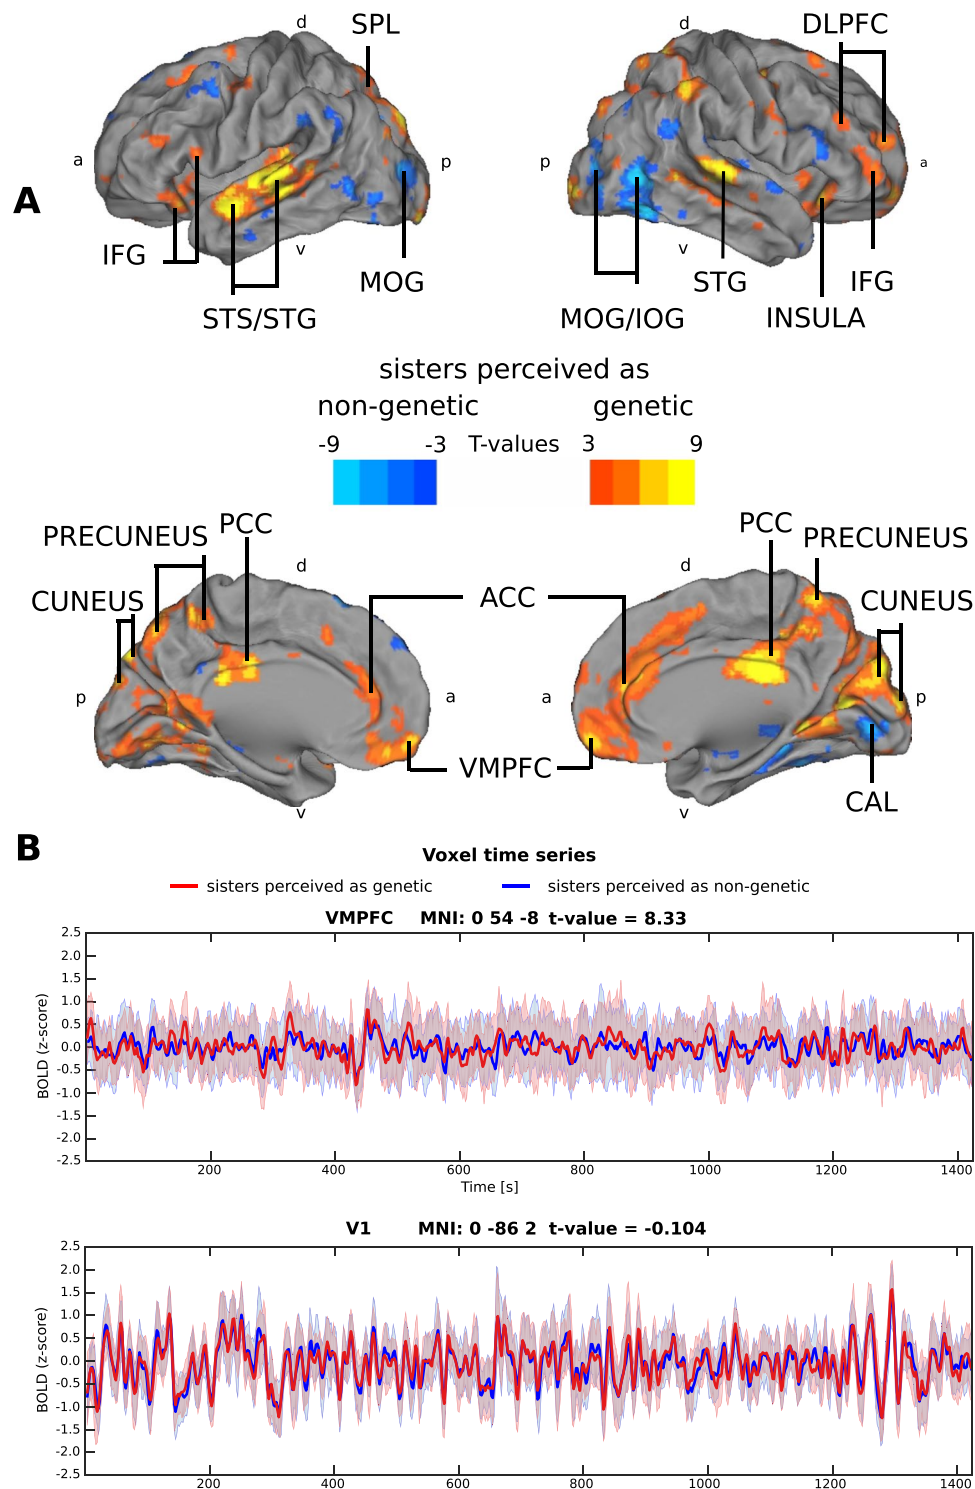 A
d
SPL
a
p
IFG
STS/STG
v
MOG
d
DLPFC
p
a
v
MOG/IOG
STG
INSULA
IFG
sisters perceived as
non-genetic genetic
-9 -3 T-values 3 9
PRECUNEUS PCC
CUNEUS
d
p
a
v
ACC
VMPFC
PCC PRECUNEUS
CUNEUS
d
a
p
v
CAL
B
Voxel time series
sisters perceived as genetic sisters perceived as non-genetic
VMPFC MNI: 0 54 -8 t-value = 8.33
BOLD (z-score)
2.5
2.0
1.5
1.0
0.5
0.0
-0.5
-1.0
-1.5
-2.0
-2.5
200 400 600 800 1000 1200 1400
Time [s]
V1 MNI: 0 -86 2 t-value = -0.104
BOLD (z-score)
2.5
2.0
1.5
1.0
0.5
0.0
-0.5
-1.0
-1.5
-2.0
-2.5
200 400 600 800 1000 1200 1400